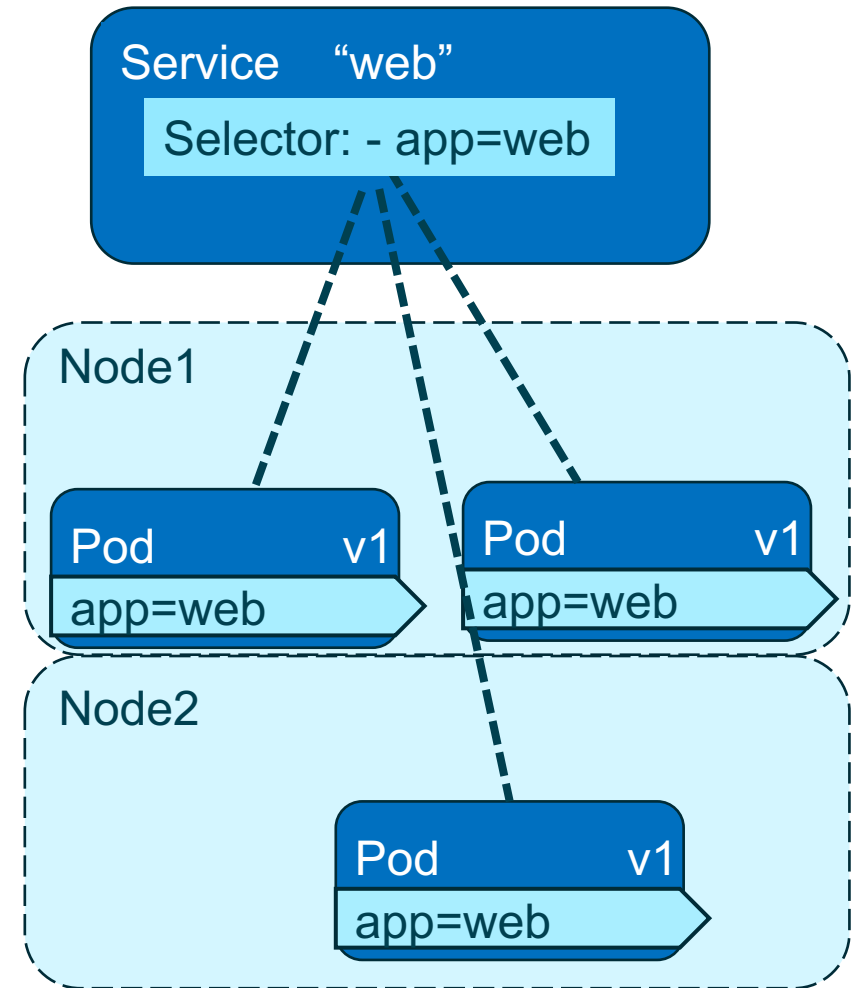 Service “web”
Selector: - app=web
Node1
Pod v1
app=web
Pod v1
app=web
Node2
Pod v1
app=web